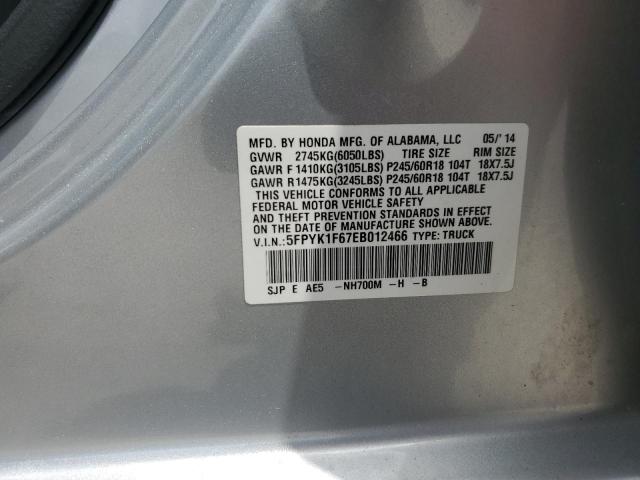 MFD. BY HONDA MFG. OF ALABAMA, LLC 05/'14
GVWR 2745KG(6050LBS) TIRE SIZE RIM SIZE
GAWR F 1410KG(3105LBS) P245/60R18 104T 18X7.5J
GAWR R1475KG(3245LBS) P245/60R18 104T 18X7.5J
THIS VEHICLE CONFORMS TO ALL APPLICABLE
FEDERAL MOTOR VEHICLE SAFETY
AND THEFT PREVENTION STANDARDS IN EFFECT
ON THE DATE OF MANUFACTURE SHOWN ABOVE.
V.I.N.:5FPYK1F67EB012466 TYPE: TRUCK
SJP E AE5 -NH700M -H -B